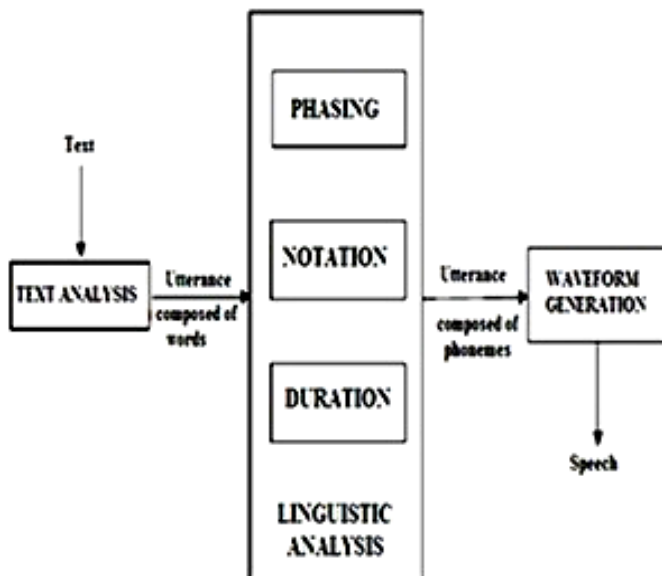 Text
TEXT ANALYSIS
Utterance
composed of
words
PHASING
NOTATION
DURATION
LINGUISTIC
ANALYSIS
Utterance
composed of
phonemes
WAVEFORM
GENERATION
Speech